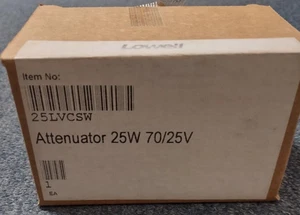 Lowell
Item No:
25LVCSW
Attenuator 25W 70/25V
1
EA